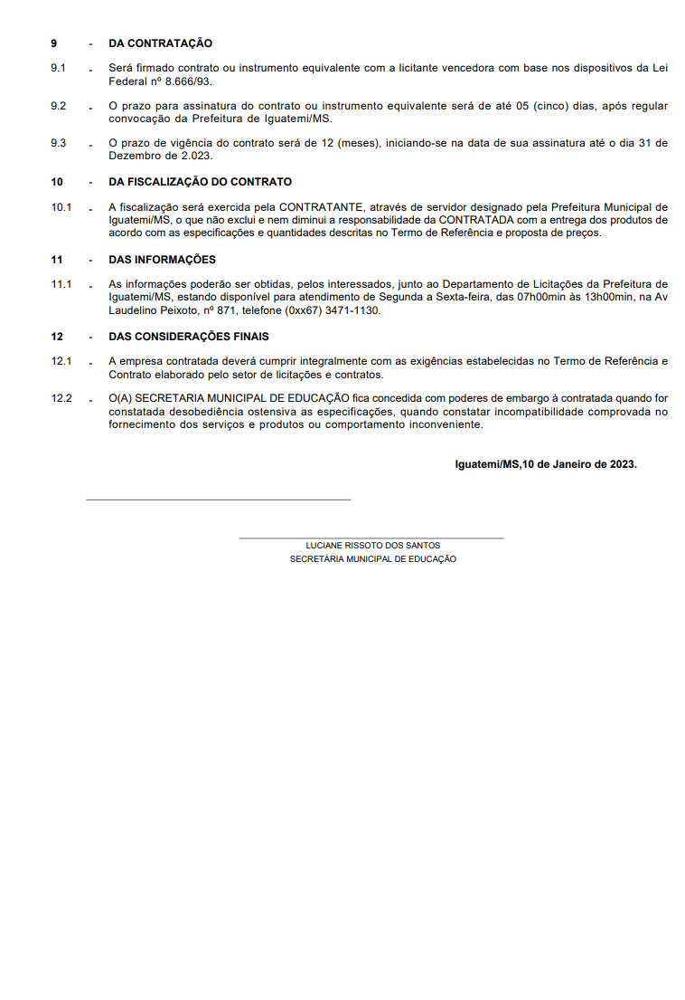 9 - DA CONTRATAÇÃO
9.1 - Será firmado contrato ou instrumento equivalente com a licitante vencedora com base nos dispositivos da Lei
Federal nº 8.666/93.
9.2 - O prazo para assinatura do contrato ou instrumento equivalente será de até 05 (cinco) dias, após regular
convocação da Prefeitura de Iguatemi/MS.
9.3 - O prazo de vigência do contrato será de 12 (meses), iniciando-se na data de sua assinatura até o dia 31 de
Dezembro de 2.023.
10 - DA FISCALIZAÇÃO DO CONTRATO
10.1 - A fiscalização será exercida pela CONTRATANTE, através de servidor designado pela Prefeitura Municipal de
Iguatemi/MS, o que não exclui e nem diminui a responsabilidade da CONTRATADA com a entrega dos produtos de
acordo com as especificações e quantidades descritas no Termo de Referência e proposta de preços.
11 - DAS INFORMAÇÕES
11.1 - As informações poderão ser obtidas, pelos interessados, junto ao Departamento de Licitações da Prefeitura de
Iguatemi/MS, estando disponível para atendimento de Segunda a Sexta-feira, das 07h00min às 13h00min, na Av
Laudelino Peixoto, nº 871, telefone (0xx67) 3471-1130.
12 - DAS CONSIDERAÇÕES FINAIS
12.1 - A empresa contratada deverá cumprir integralmente com as exigências estabelecidas no Termo de Referência e
Contrato elaborado pelo setor de licitações e contratos.
12.2 - O(A) SECRETARIA MUNICIPAL DE EDUCAÇÃO fica concedida com poderes de embargo à contratada quando for
constatada desobediência ostensiva as especificações, quando constatar incompatibilidade comprovada no
fornecimento dos serviços e produtos ou comportamento inconveniente.
Iguatemi/MS,10 de Janeiro de 2023.
LUCIANE RISSOTO DOS SANTOS
SECRETÁRIA MUNICIPAL DE EDUCAÇÃO